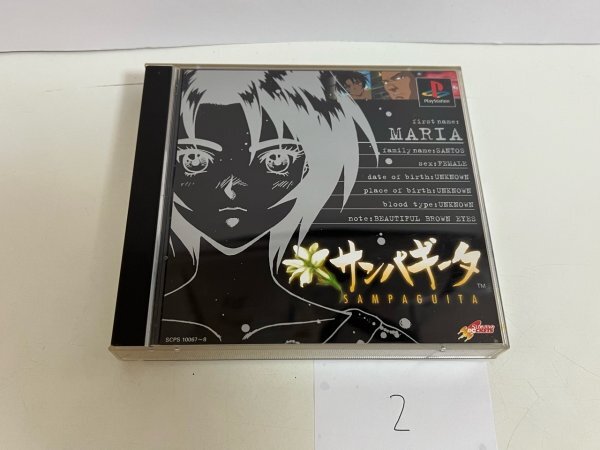 PlayStation
first name:
MARIA
family name:SANTOS
sex:FEMALE
date of birth:UNKNOWN
place of birth:UNKNOWN
blood type:UNKNOWN
note:BEAUTIFUL BROWN EYES
サンパギータ
TM
SAMPAGUITA
SCPS 10067~8
2